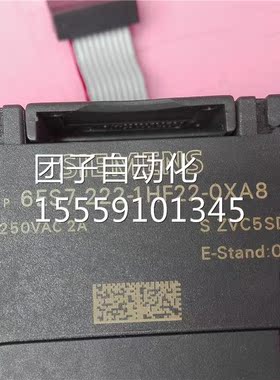 SIEMENS
P 6ES7 222-1HF22-0XA8
团子自动化
250VAC 2A S ZVC5SD
15559101345
E-Stand:0